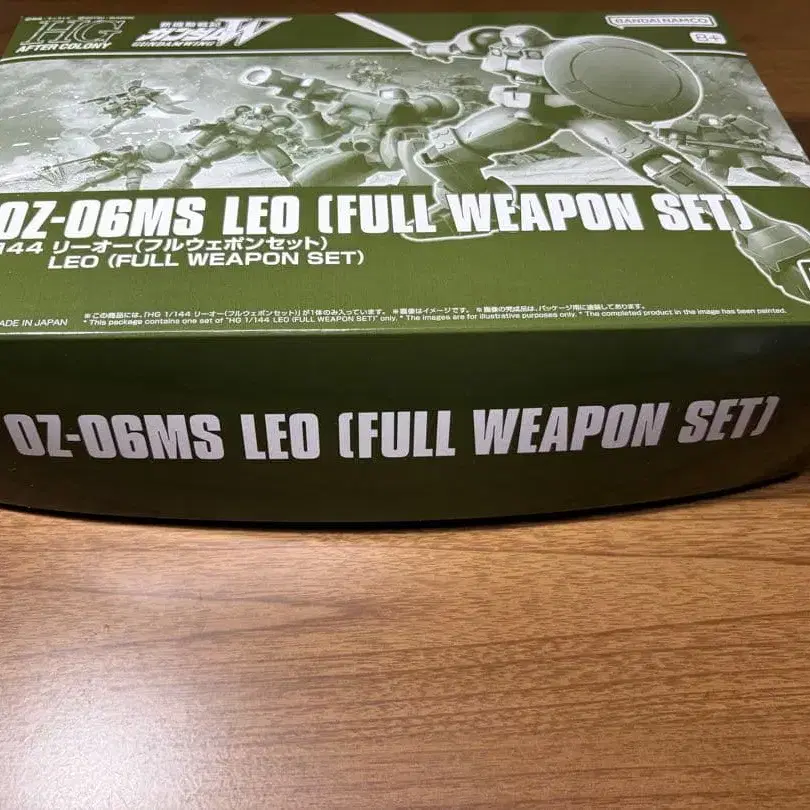 HG
AFTER COLONY
新機動戦記
ガンダムW
GUNDAM WING
BANDAI NAMCO
8+
OZ-06MS LEO (FULL WEAPON SET)
144 リーオー(フルウェポンセット)
LEO (FULL WEAPON SET)
※この商品には、「HG 1/144 リーオー(フルウェポンセット)」が1体のみ入っています。 ※画像はイメージです。 ※画像の完成品は、パッケージ用に塗装してあります。
MADE IN JAPAN
* This package contains one set of "HG 1/144 LEO (FULL WEAPON SET)" only. * The images are for illustrative purposes only. * The completed product in the image has been painted.
OZ-06MS LEO (FULL WEAPON SET)